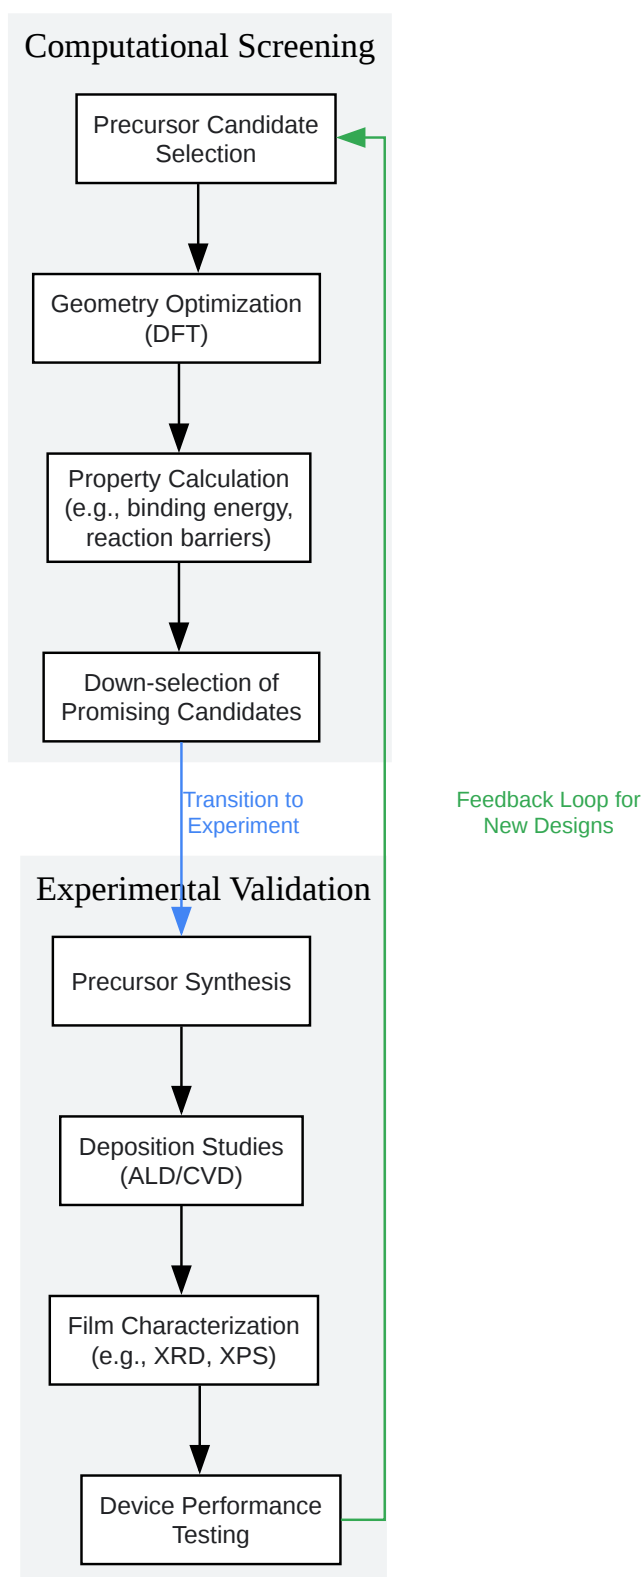 Computational Screening
Precursor Candidate
Selection
Geometry Optimization
(DFT)
Property Calculation
(e.g., binding energy,
reaction barriers)
Down-selection of
Promising Candidates
Transition to
Experiment
Feedback Loop for
New Designs
Experimental Validation
Precursor Synthesis
Deposition Studies
(ALD/CVD)
Film Characterization
(e.g., XRD, XPS)
Device Performance
Testing